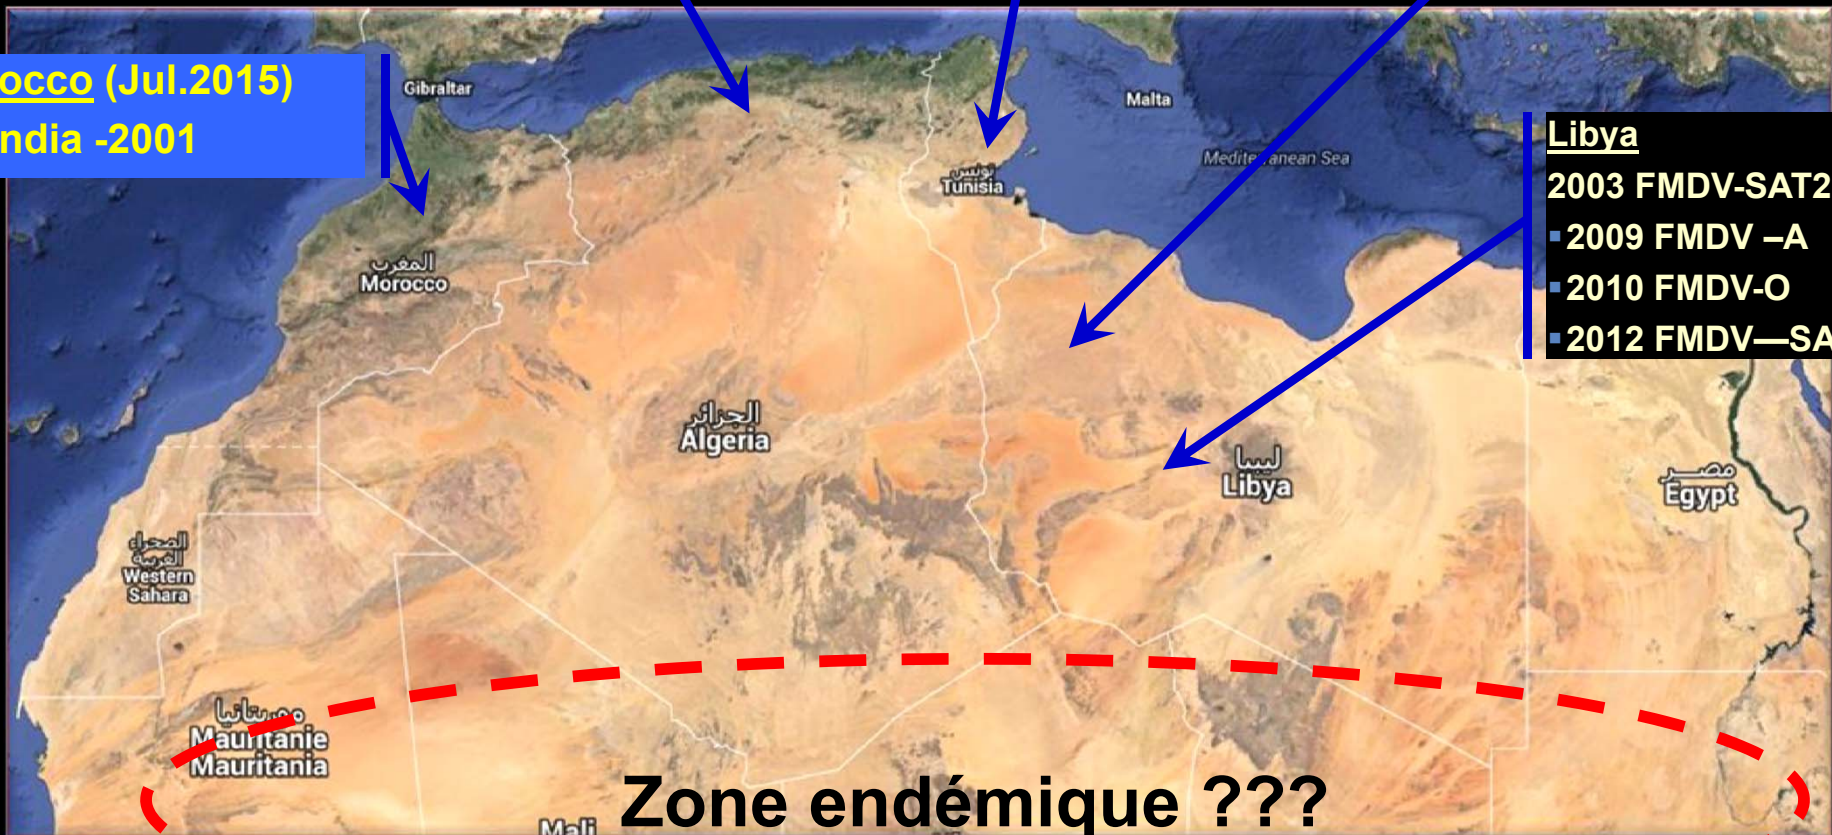 occo (Jul.2015)
ndia -2001
Gibraltar
Malta
Mediterranean Sea
Libya
2003 FMDV-SAT2
▪ 2009 FMDV –A
▪ 2010 FMDV-O
▪ 2012 FMDV—SA
تونس
Tunisia
المغرب
Morocco
الجزائر
Algeria
ليبيا
Libya
مصر
Egypt
الصحراء
الغربية
Western
Sahara
موريتانيا
Mauritanie
Mauritania
Zone endémique ???
Mali